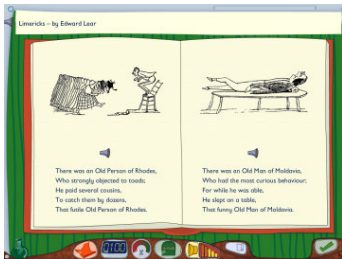 Limericks – by Edward Lear
There was an Old Person of Rhodes,
Who strongly objected to toads;
He paid several cousins,
To catch them by dozens,
That futile Old Person of Rhodes.
There was an Old Man of Moldavia,
Who had the most curious behaviour;
For while he was able,
He slept on a table,
That funny Old Man of Moldavia.